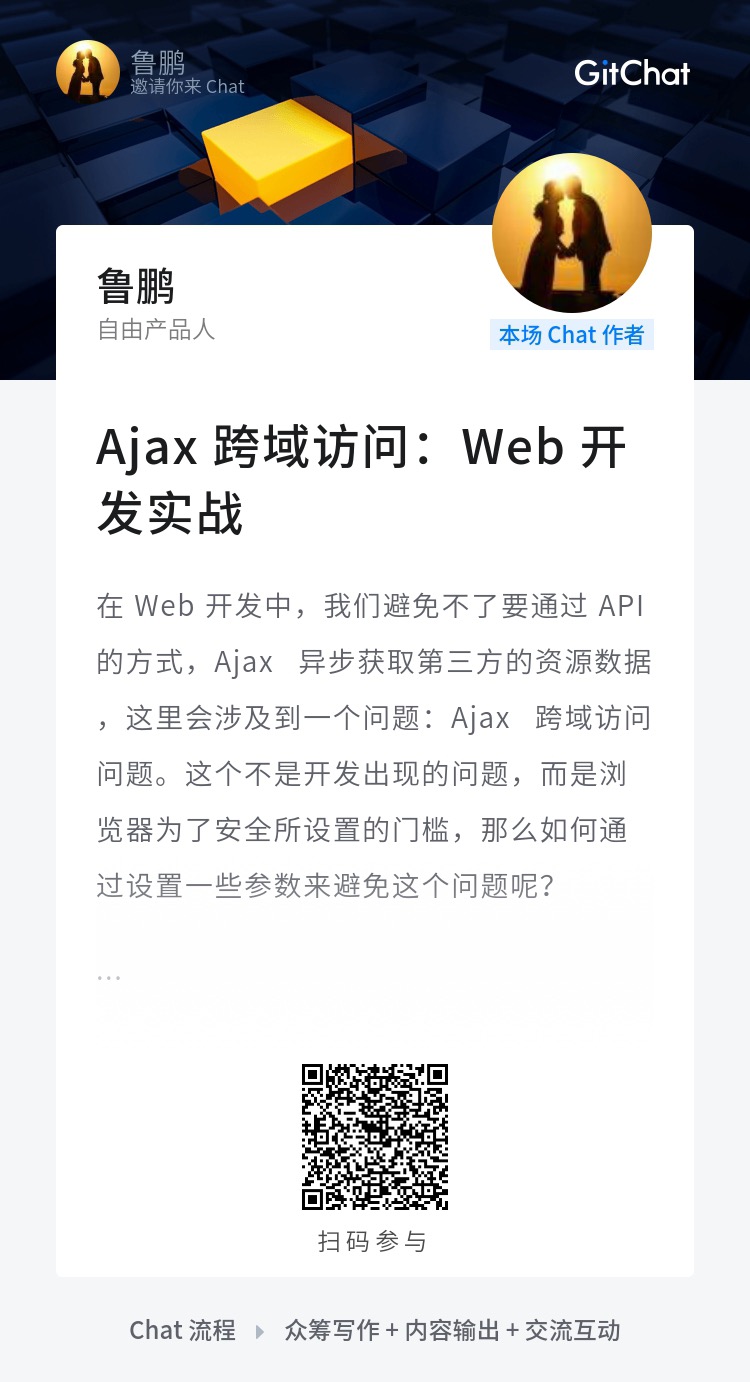 鲁鹏
邀请你来 Chat
GitChat
鲁鹏
自由产品人
本场 Chat 作者
Ajax 跨域访问：Web 开
发实战
在 Web 开发中，我们避免不了要通过 API
的方式，Ajax 异步获取第三方的资源数据
，这里会涉及到一个问题：Ajax 跨域访问
问题。这个不是开发出现的问题，而是浏
览器为了安全所设置的门槛，那么如何通
过设置一些参数来避免这个问题呢？
...
扫码参与
Chat 流程 众筹写作 + 内容输出 + 交流互动